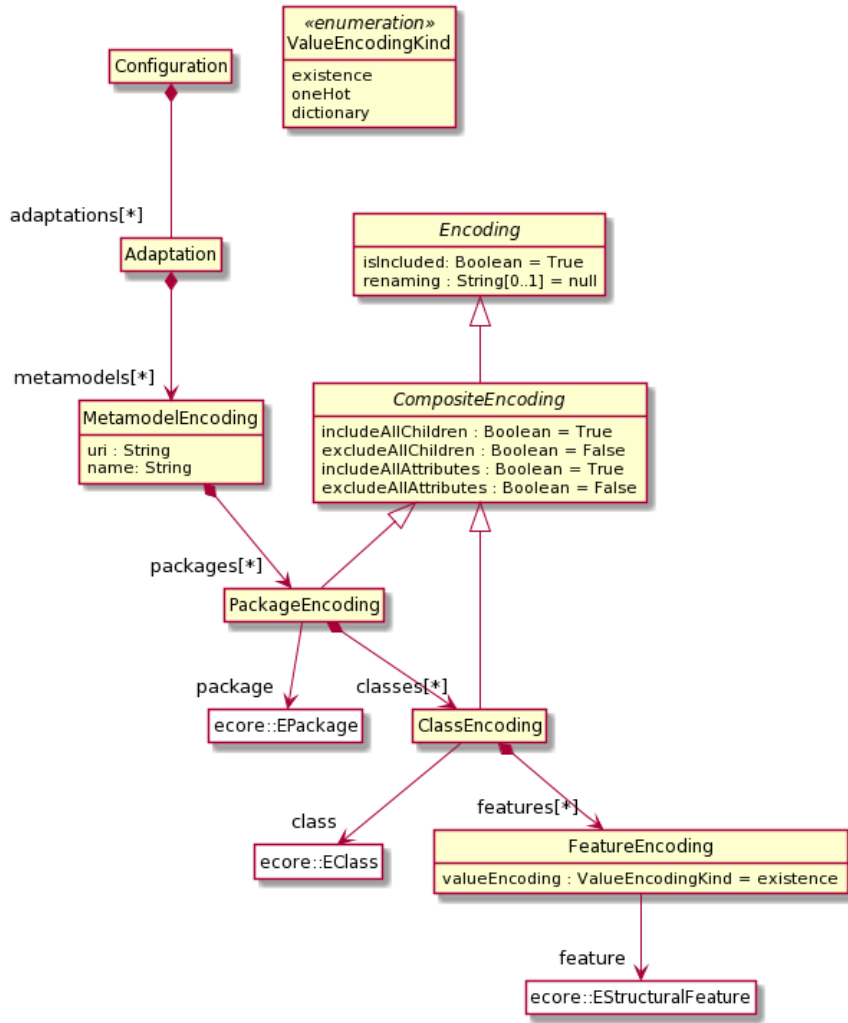 «enumeration»
ValueEncodingKind
existence
oneHot
dictionary
Configuration
adaptations[*]
Adaptation
Encoding
isIncluded: Boolean = True
renaming : String[0..1] = null
metamodels[*]
MetamodelEncoding
uri : String
name: String
CompositeEncoding
includeAllChildren : Boolean = True
excludeAllChildren : Boolean = False
includeAllAttributes : Boolean = True
excludeAllAttributes : Boolean = False
packages[*]
PackageEncoding
package
classes[*]
ecore::EPackage
ClassEncoding
class
features[*]
ecore::EClass
FeatureEncoding
valueEncoding : ValueEncodingKind = existence
feature
ecore::EStructuralFeature